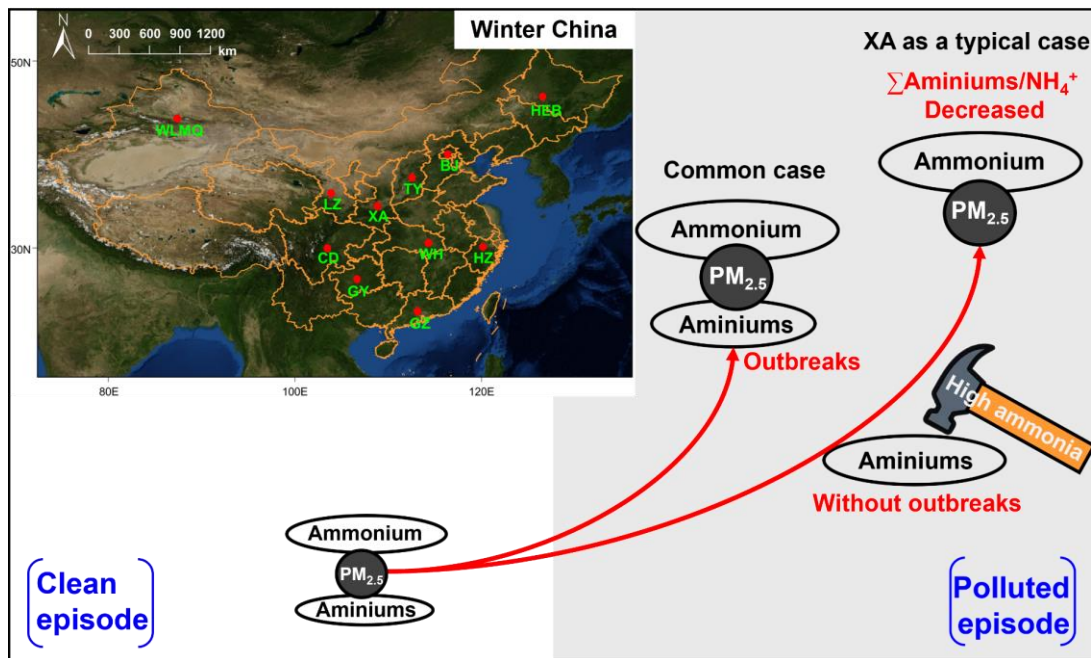 N
0 300 600 900 1200
km
Winter China
50N
30N
80E
100E
120E
WLMQ
HEB
BJ
TY
LZ
XA
CD
WH
HZ
GY
GZ
XA as a typical case
∑Aminiums/NH₄⁺
Decreased
Ammonium
PM₂.₅
Common case
Ammonium
PM₂.₅
Aminiums
Outbreaks
High ammonia
Aminiums
Without outbreaks
Ammonium
PM₂.₅
Aminiums
Clean
episode
Polluted
episode